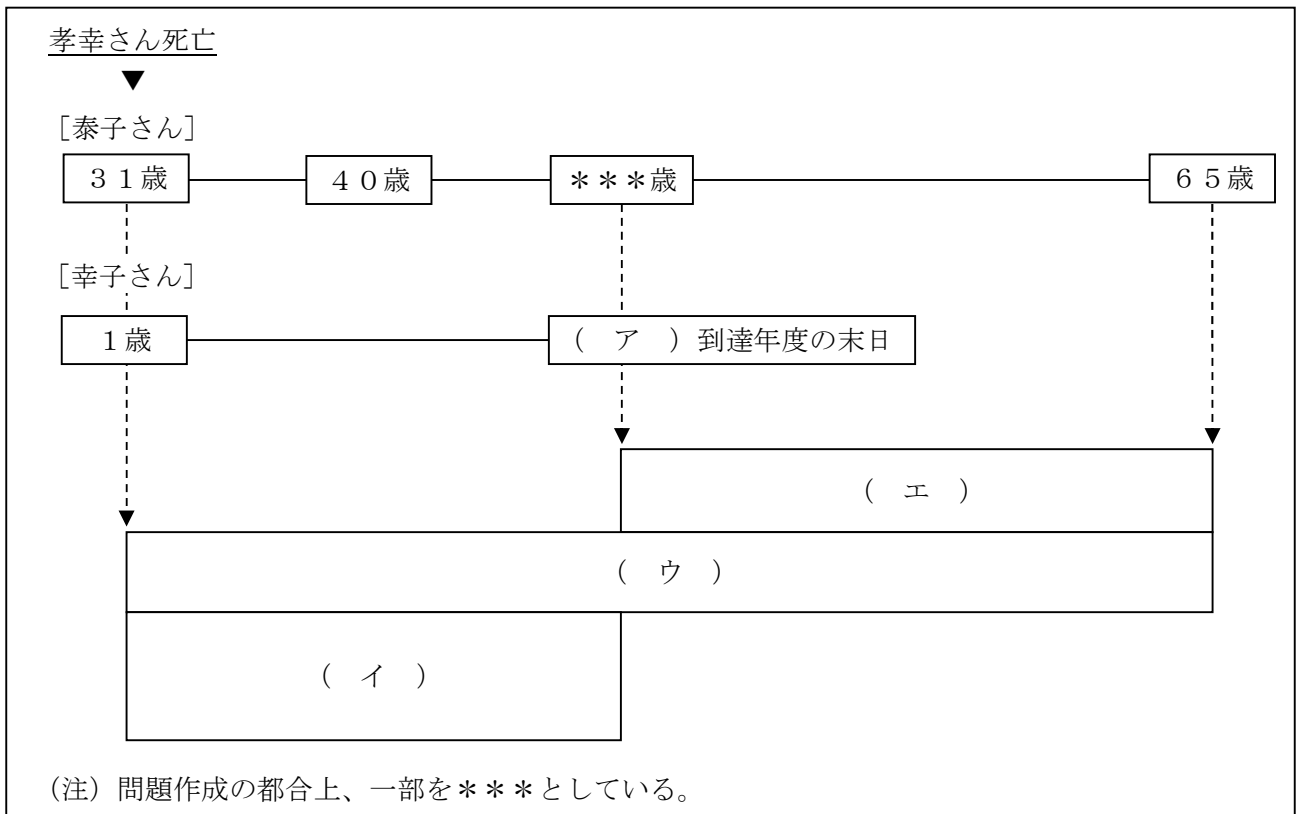 孝幸さん死亡
▼
［泰子さん］
３１歳 ４０歳 ＊＊＊歳 ６５歳
［幸子さん］
１歳 （　ア　）到達年度の末日
（　エ　）
（　ウ　）
（　イ　）
（注）問題作成の都合上、一部を＊＊＊としている。